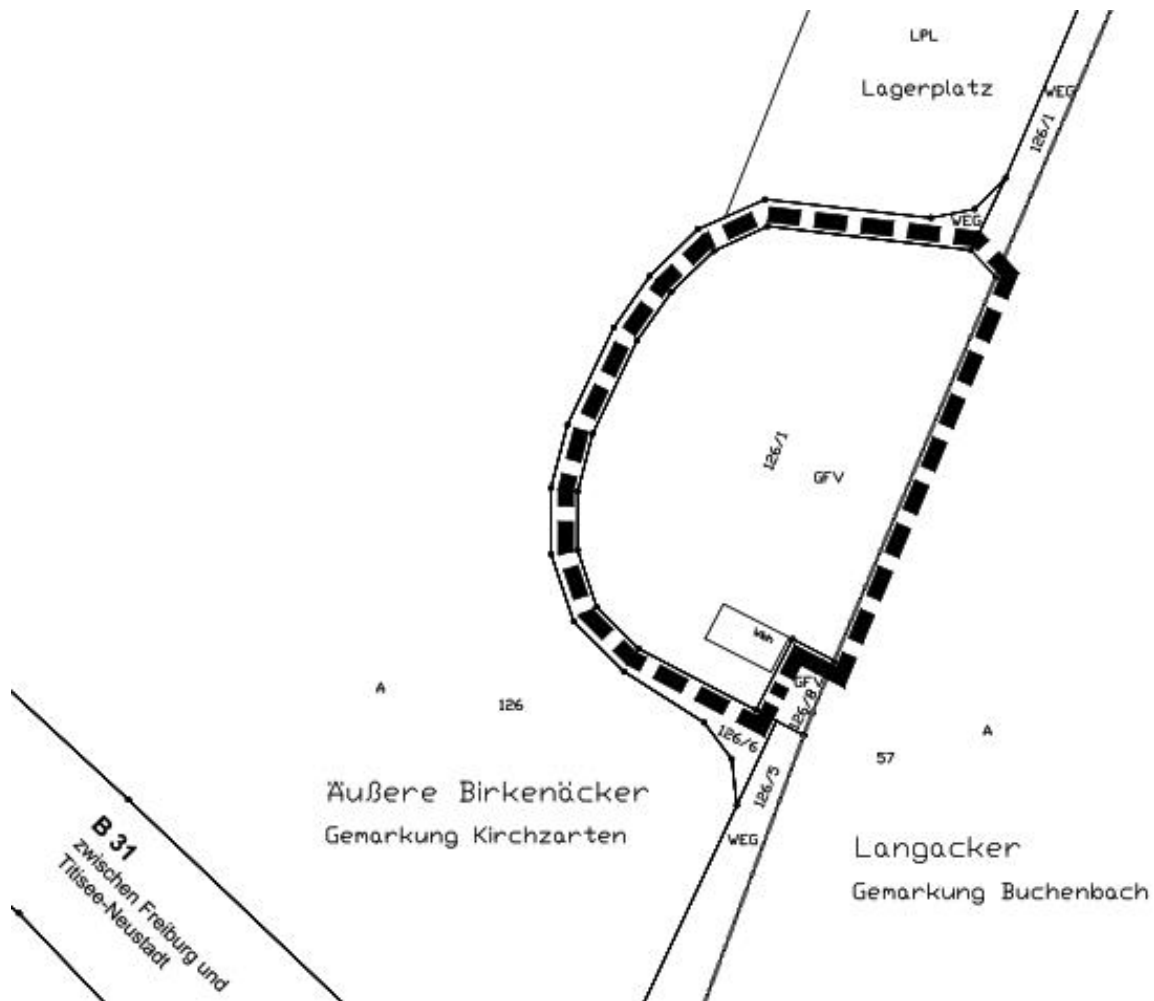 LPL
Lagerplatz
WEG
126/1
WEG
126/1
GFV
Wbh
GFV
126/8
A
126
126/6
A
57
126/5
Äußere Birkenäcker
Gemarkung Kirchzarten
WEG
Langacker
Gemarkung Buchenbach
B 31
zwischen Freiburg und
Titisee-Neustadt